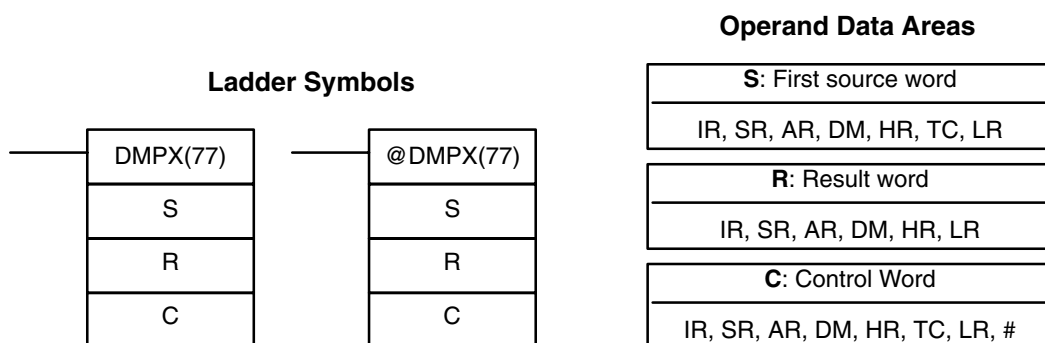 Ladder Symbols
DMPX(77)
S
R
C
@DMPX(77)
S
R
C
Operand Data Areas
S: First source word
IR, SR, AR, DM, HR, TC, LR
R: Result word
IR, SR, AR, DM, HR, LR
C: Control Word
IR, SR, AR, DM, HR, TC, LR, #